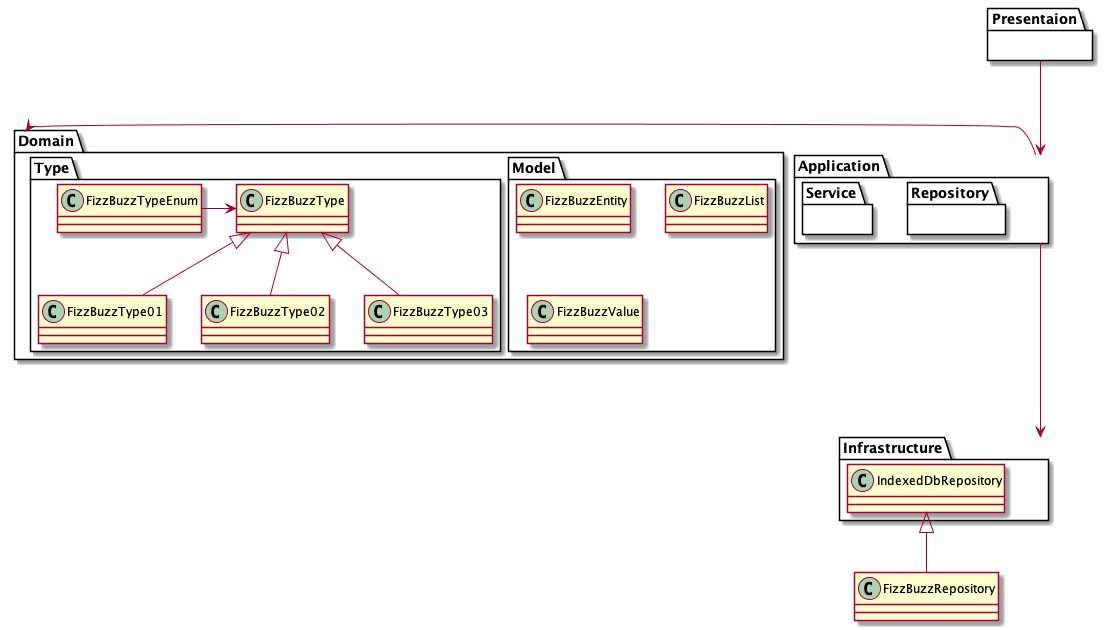 Presentaion
Domain
Type
Model
Application
Service
Repository
C FizzBuzzTypeEnum
C FizzBuzzType
C FizzBuzzEntity
C FizzBuzzList
C FizzBuzzType01
C FizzBuzzType02
C FizzBuzzType03
C FizzBuzzValue
Infrastructure
C IndexedDbRepository
C FizzBuzzRepository